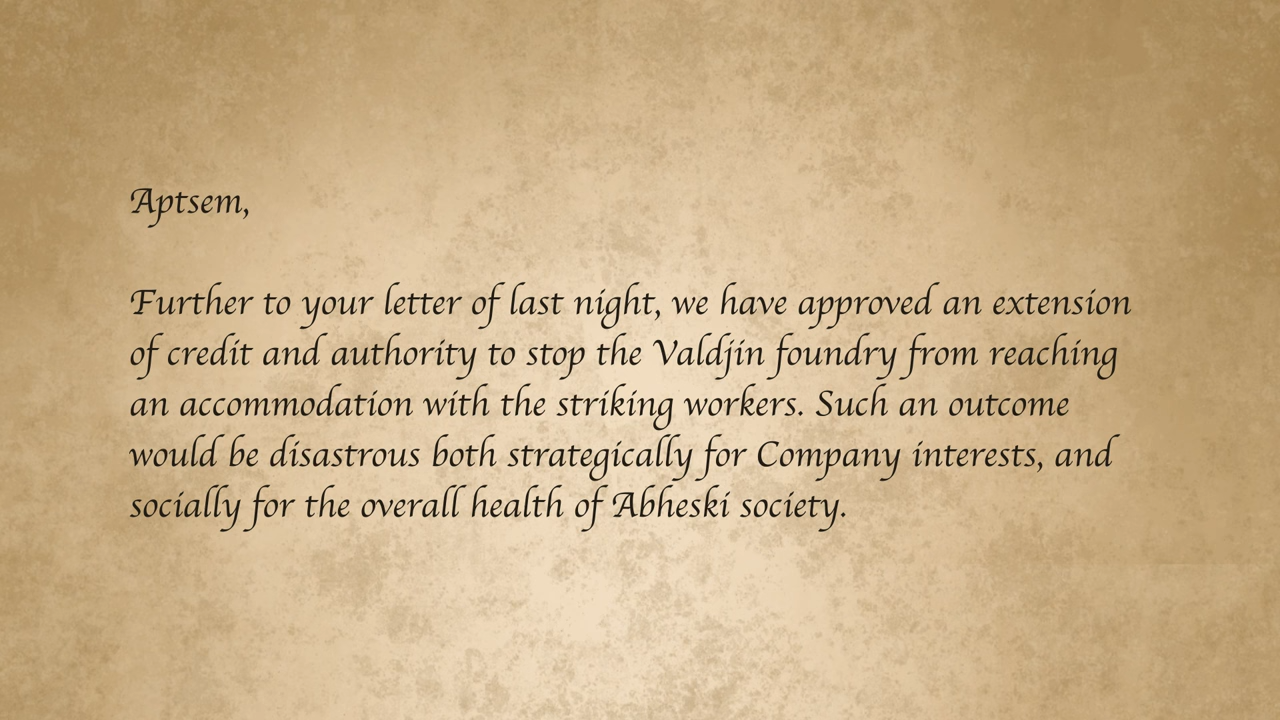 Aptsem,
Further to your letter of last night, we have approved an extension
of credit and authority to stop the Valdjin foundry from reaching
an accommodation with the striking workers. Such an outcome
would be disastrous both strategically for Company interests, and
socially for the overall health of Abheski society.